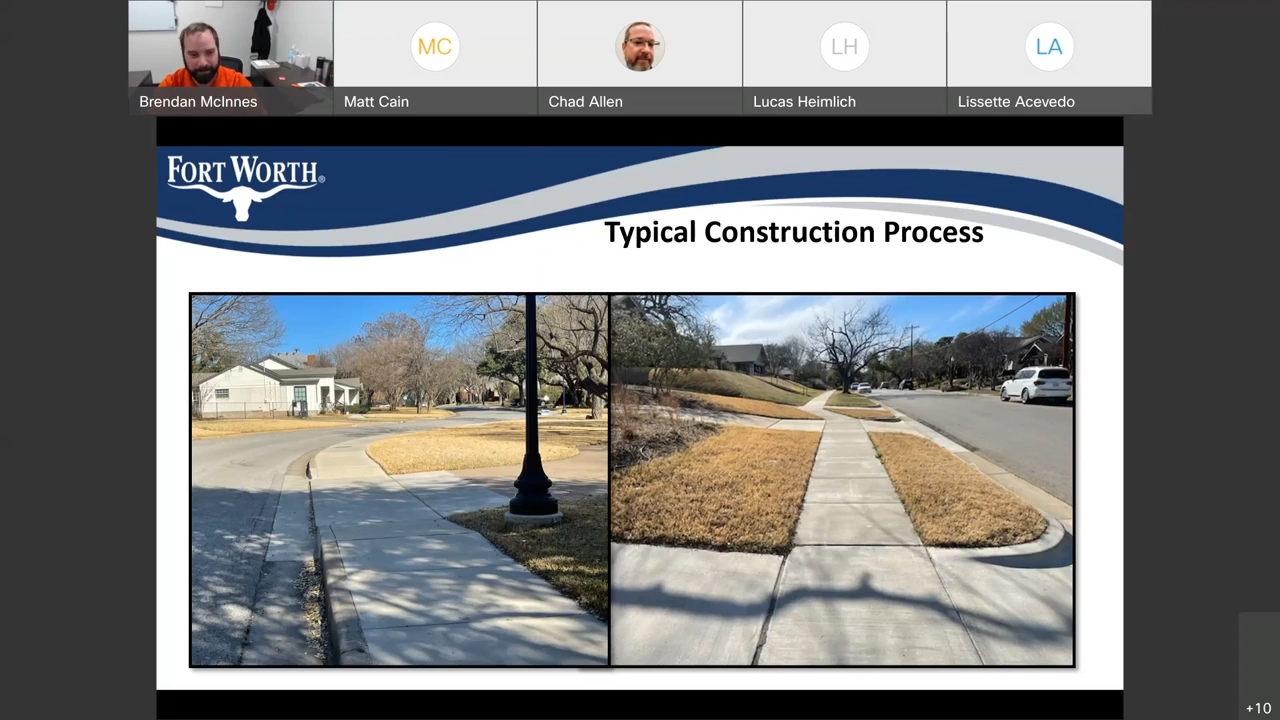 MC
LH
LA
Brendan McInnes
Matt Cain
Chad Allen
Lucas Heimlich
Lissette Acevedo
FORT WORTH®
Typical Construction Process
+10